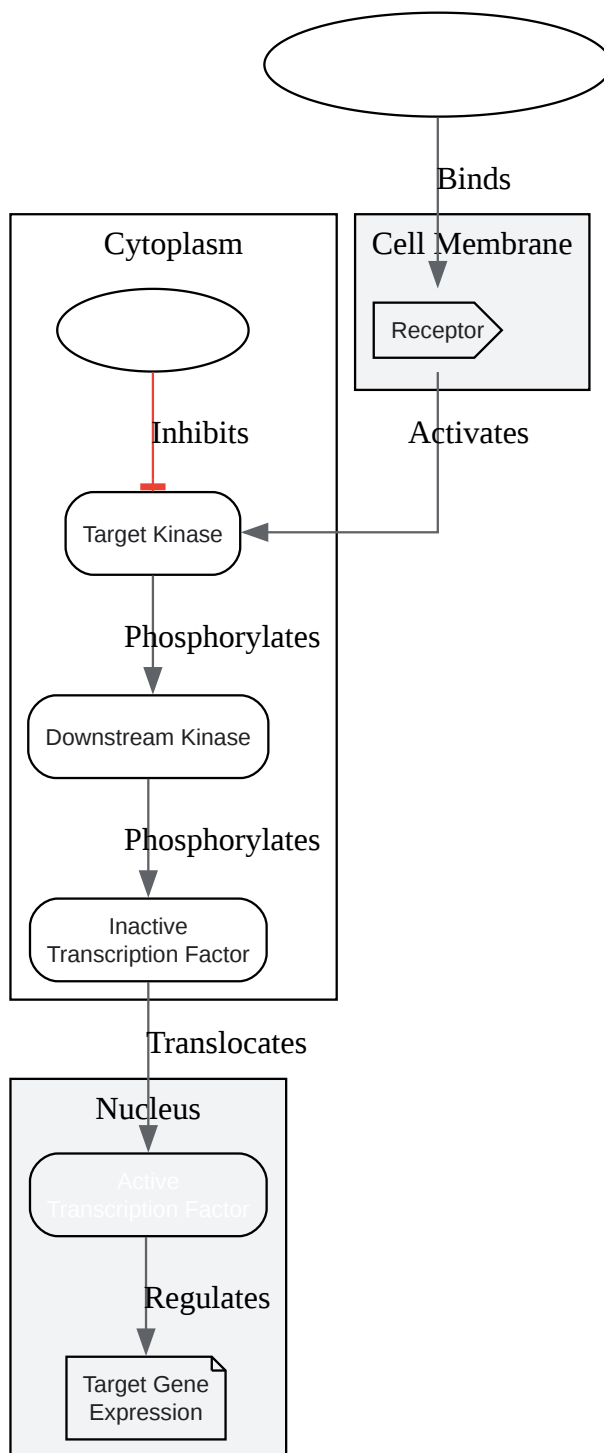 Binds
Cytoplasm
Cell Membrane
Receptor
Inhibits
Activates
Target Kinase
Phosphorylates
Downstream Kinase
Phosphorylates
Inactive
Transcription Factor
Translocates
Nucleus
Active
Transcription Factor
Regulates
Target Gene
Expression